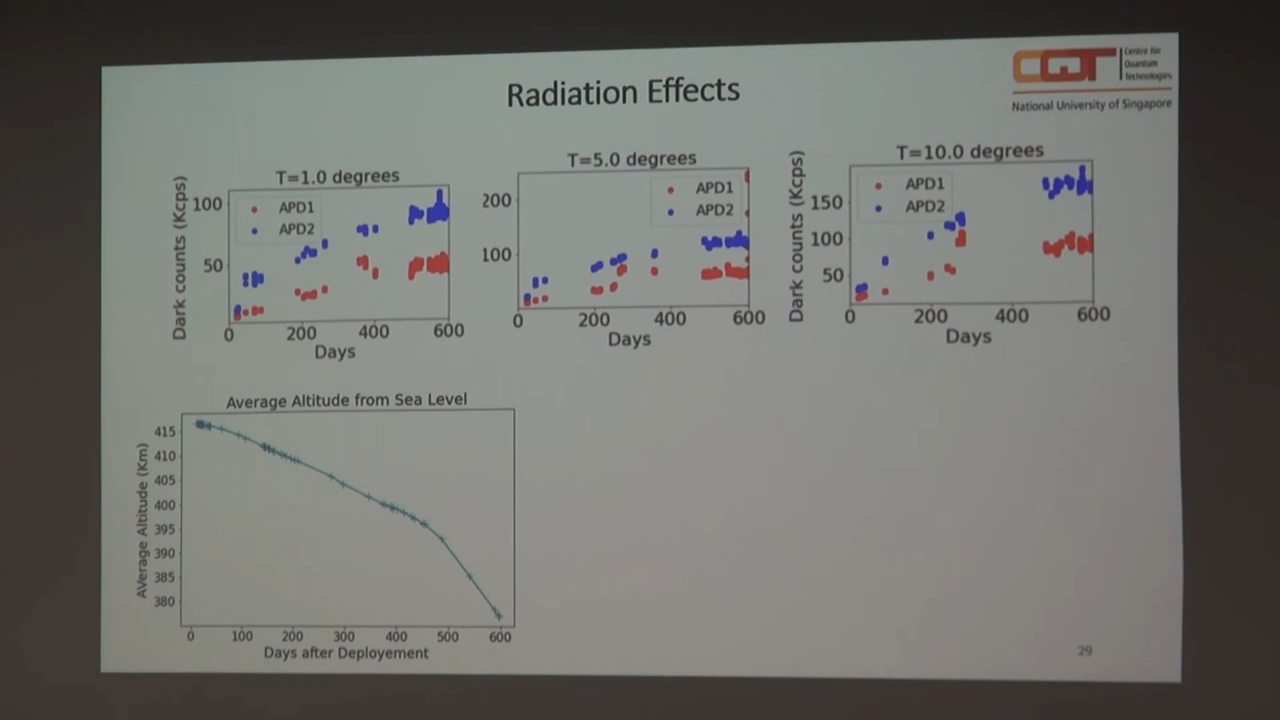 Radiation Effects
CQT
Centre for
Quantum
Technologies
National University of Singapore
T=1.0 degrees
Dark counts (Kcps)
100
50
APD1
APD2
0 200 400 600
Days
T=5.0 degrees
200
100
APD1
APD2
0 200 400 600
Days
T=10.0 degrees
Dark counts (Kcps)
150
100
50
APD1
APD2
0 200 400 600
Days
Average Altitude from Sea Level
AVerage Altitude (Km)
415
410
405
400
395
390
385
380
0 100 200 300 400 500 600
Days after Deployement
29